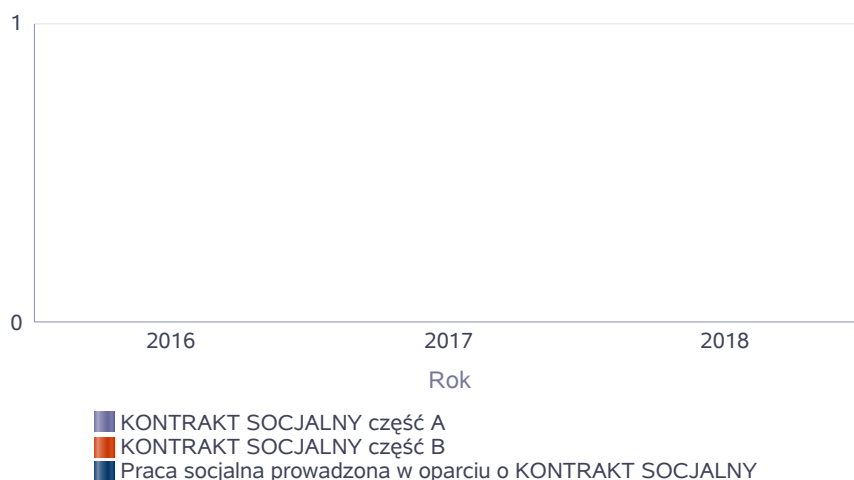 1
0
2016 2017 2018
Rok
KONTRAKT SOCJALNY część A
KONTRAKT SOCJALNY część B
Praca socjalna prowadzona w oparciu o KONTRAKT SOCJALNY